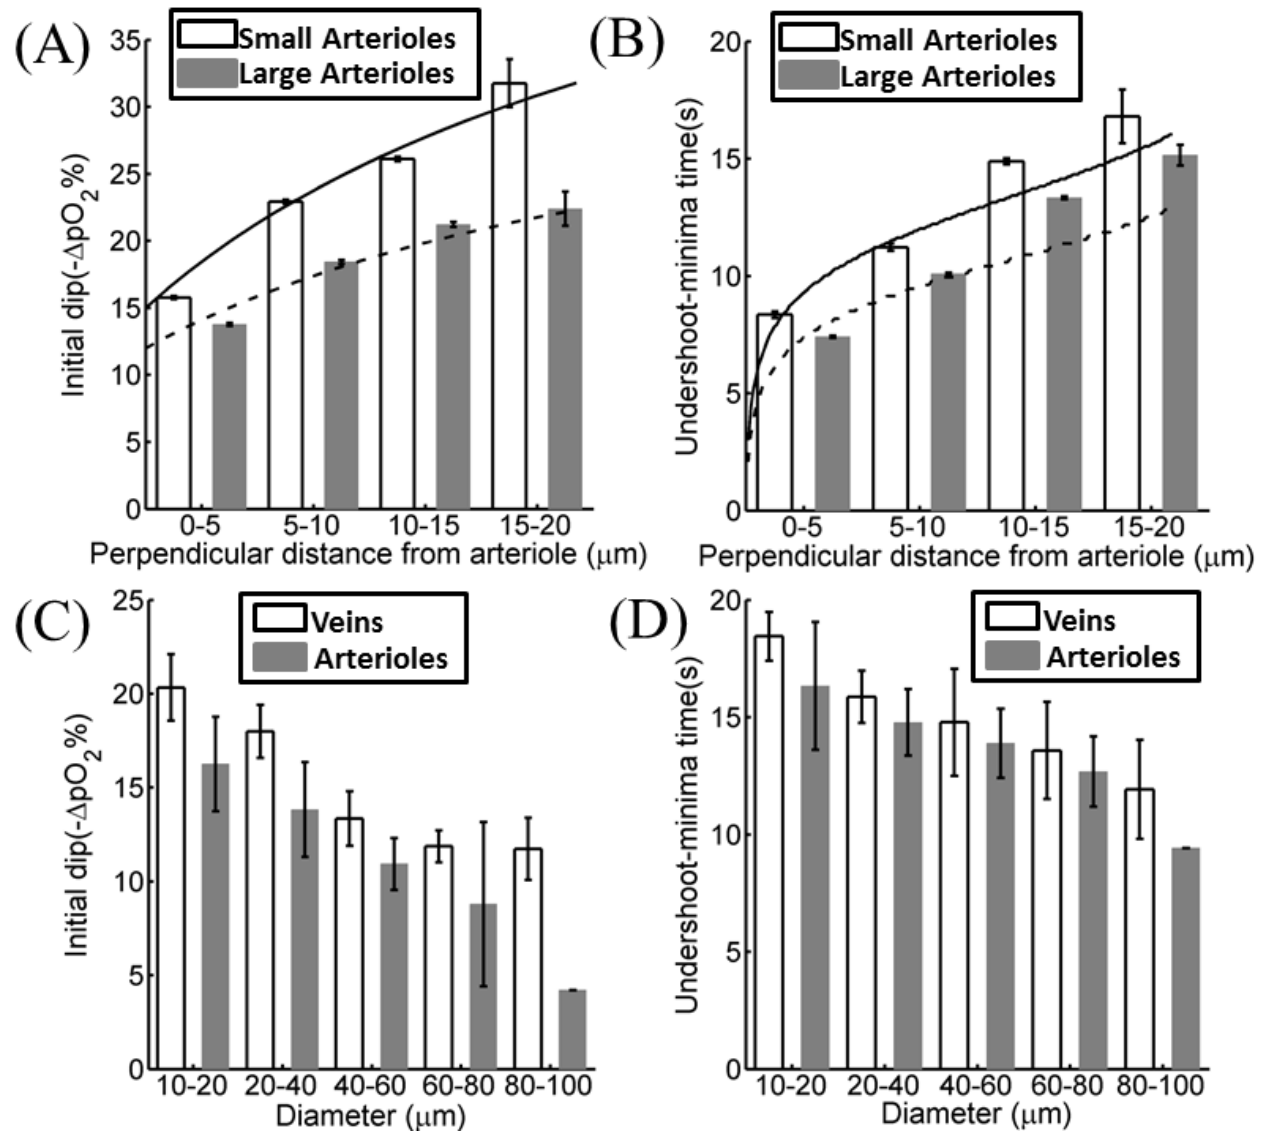 (A)
Small Arterioles
Large Arterioles
Initial dip(-ΔpO2%)
35
30
25
20
15
10
5
0
0-5 5-10 10-15 15-20
Perpendicular distance from arteriole (μm)
(B)
Small Arterioles
Large Arterioles
Undershoot-minima time(s)
20
15
10
5
0
0-5 5-10 10-15 15-20
Perpendicular distance from arteriole (μm)
(C)
Veins
Arterioles
Initial dip(-ΔpO2%)
25
20
15
10
5
0
10-20 20-40 40-60 60-80 80-100
Diameter (μm)
(D)
Veins
Arterioles
Undershoot-minima time(s)
20
15
10
5
0
10-20 20-40 40-60 60-80 80-100
Diameter (μm)